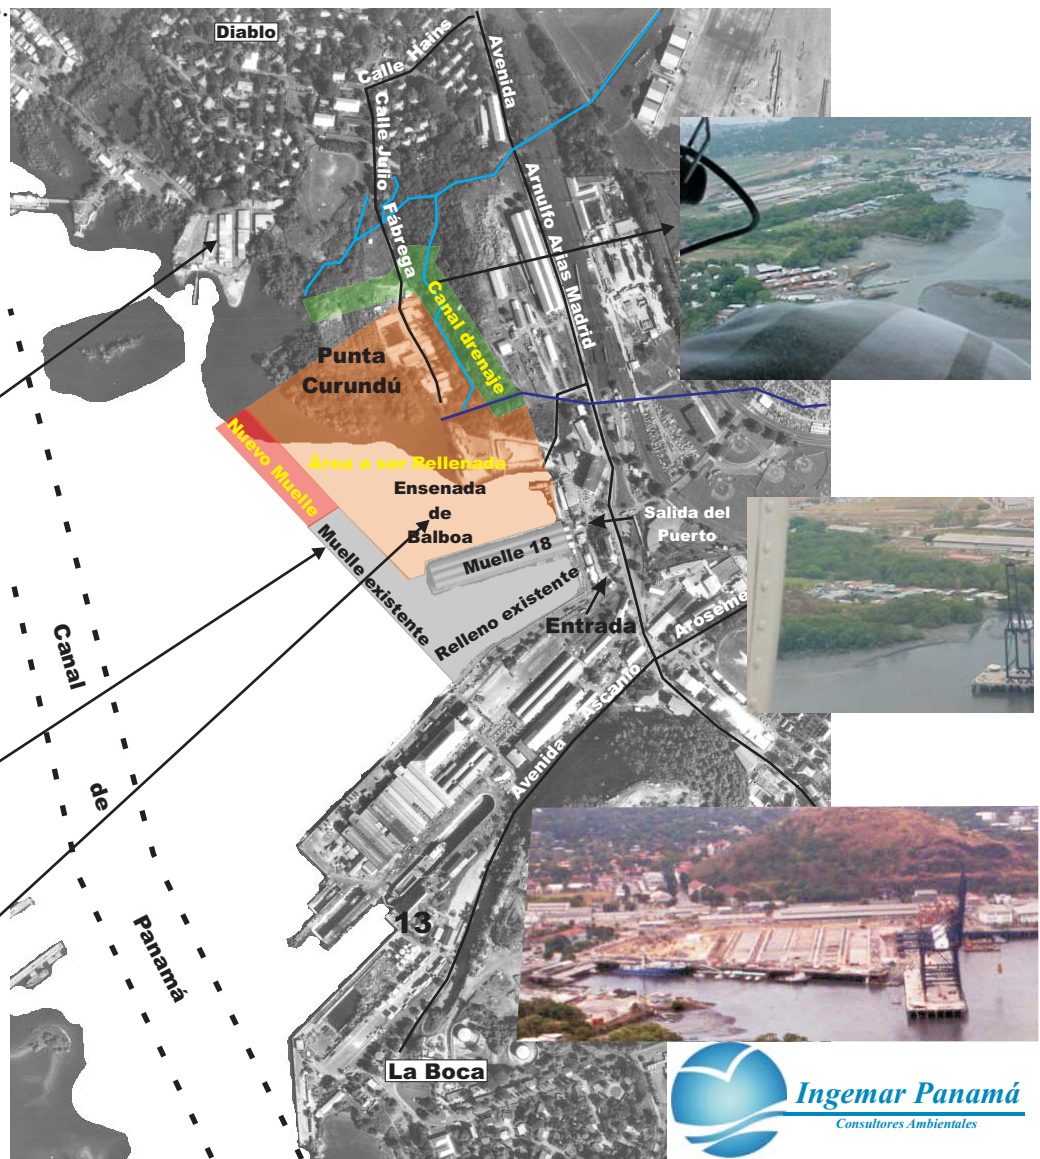 Diablo
Calle Hains
Avenida
Calle Julio
Fábrega
Arnulfo Arias Madrid
Canal drenaje
Punta
Curundú
Nuevo Muelle
Área a ser Rellenada
Ensenada
de
Balboa
Muelle 18
Salida del
Puerto
Muelle existente
Relleno existente
Entrada
Canal
de
Panamá
Avenida
Ascanio
Aroseme
13
La Boca
Ingemar Panamá
Consultores Ambientales